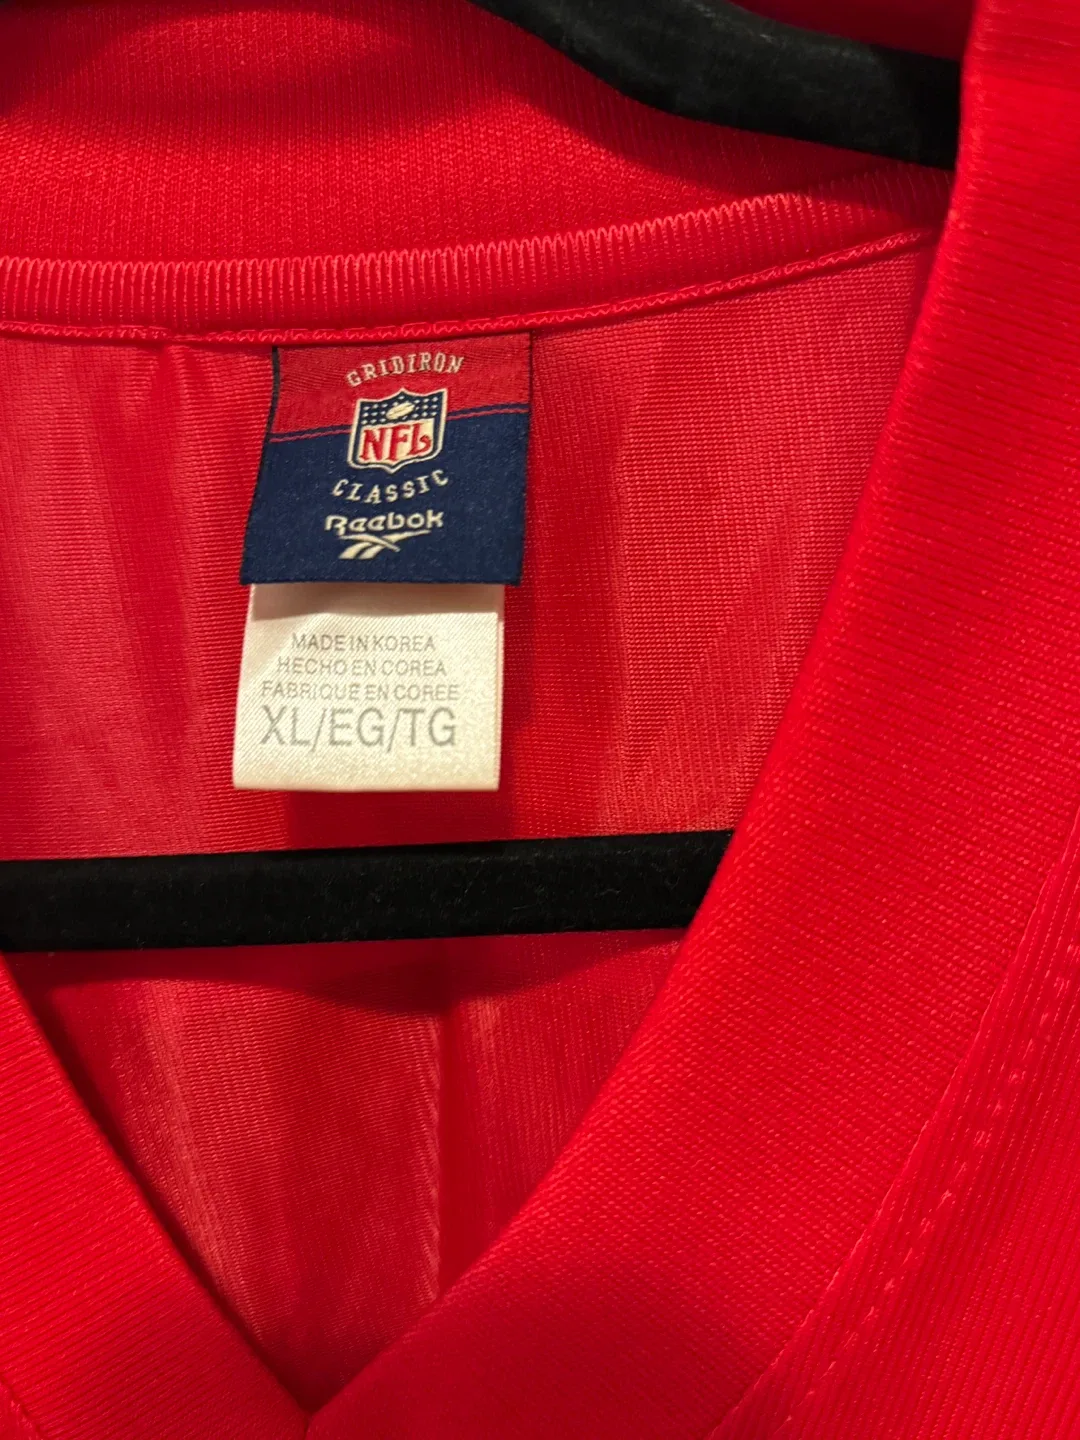 GRIDIRON
NFL
CLASSIC
Reebok
MADE IN KOREA
HECHO EN COREA
FABRIQUE EN COREE
XL/EG/TG